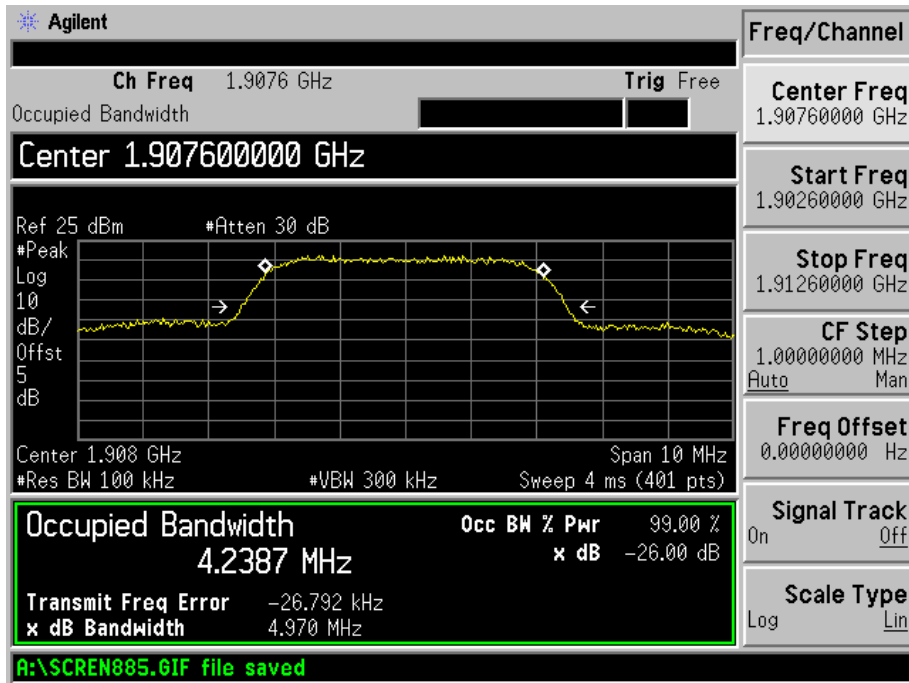 Agilent
Freq/Channel
Ch Freq 1.9076 GHz Trig Free
Occupied Bandwidth
Center 1.907600000 GHz
Ref 25 dBm #Atten 30 dB
#Peak
Log
10
dB/
Offst
5
dB
Center 1.908 GHz Span 10 MHz
#Res BW 100 kHz #VBW 300 kHz Sweep 4 ms (401 pts)
Occupied Bandwidth Occ BW % Pwr 99.00 %
4.2387 MHz x dB -26.00 dB
Transmit Freq Error -26.792 kHz
x dB Bandwidth 4.970 MHz
A:\SCREN885.GIF file saved
Center Freq
1.90760000 GHz
Start Freq
1.90260000 GHz
Stop Freq
1.91260000 GHz
CF Step
1.00000000 MHz
Auto Man
Freq Offset
0.00000000 Hz
Signal Track
On Off
Scale Type
Log Lin